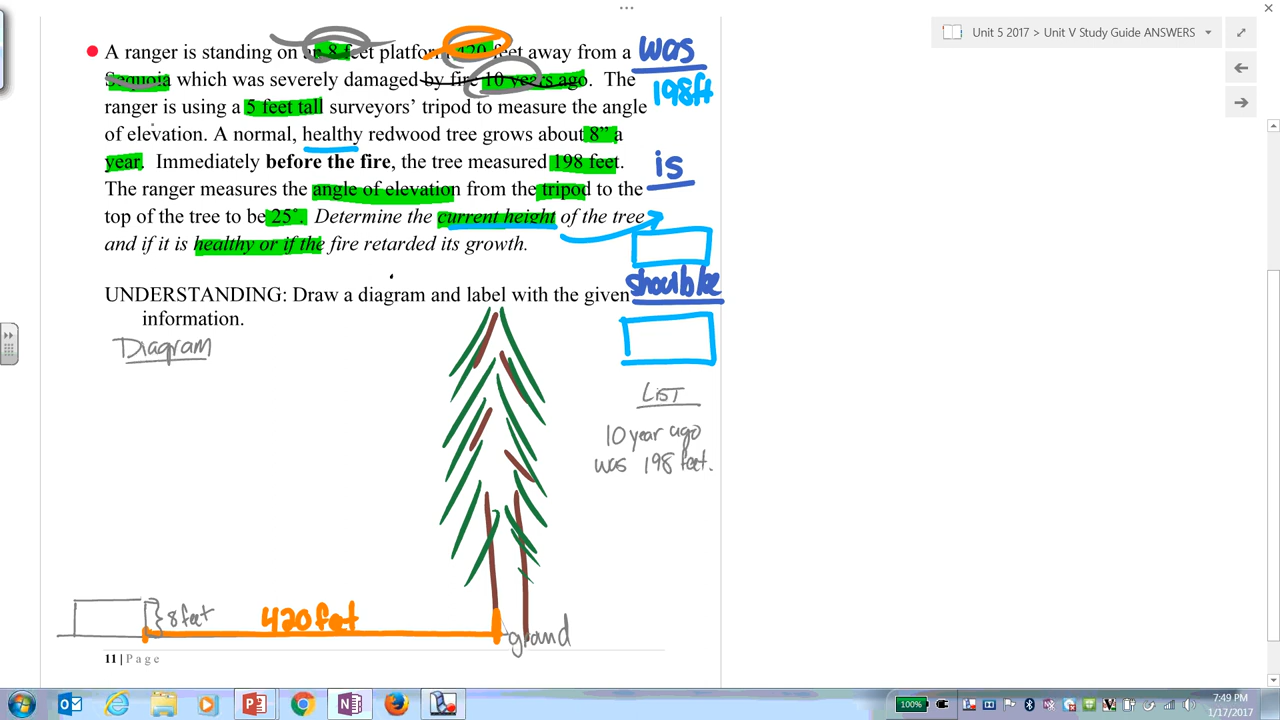 Unit 5 2017 > Unit V Study Guide ANSWERS
A ranger is standing on an 8 feet platform 420 feet away from a
Sequoia which was severely damaged by fire 10 years ago. The
ranger is using a 5 feet tall surveyors' tripod to measure the angle
of elevation. A normal, healthy redwood tree grows about 8" a
year. Immediately before the fire, the tree measured 198 feet.
The ranger measures the angle of elevation from the tripod to the
top of the tree to be 25°. Determine the current height of the tree
and if it is healthy or if the fire retarded its growth.
was
198ft
is
should be
UNDERSTANDING: Draw a diagram and label with the given
information.
Diagram
LIST
10 year ago
was 198 feet.
8 feet
420 feet
ground
11 | Page
100%
7:49 PM
1/17/2017